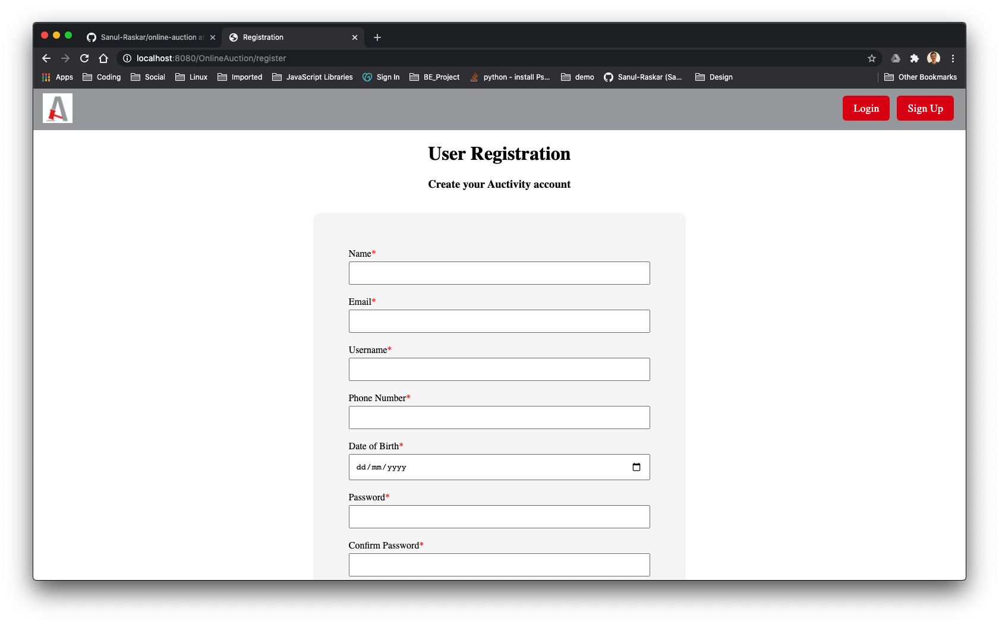 Sanul-Raskar/online-auction at
Registration
localhost:8080/OnlineAuction/register
Apps Coding Social Linux Imported JavaScript Libraries Sign In BE_Project python - install Ps... demo Sanul-Raskar (Sa... Design Other Bookmarks
A
Login Sign Up
User Registration
Create your Auctivity account
Name*
Email*
Username*
Phone Number*
Date of Birth*
dd/mm/yyyy
Password*
Confirm Password*